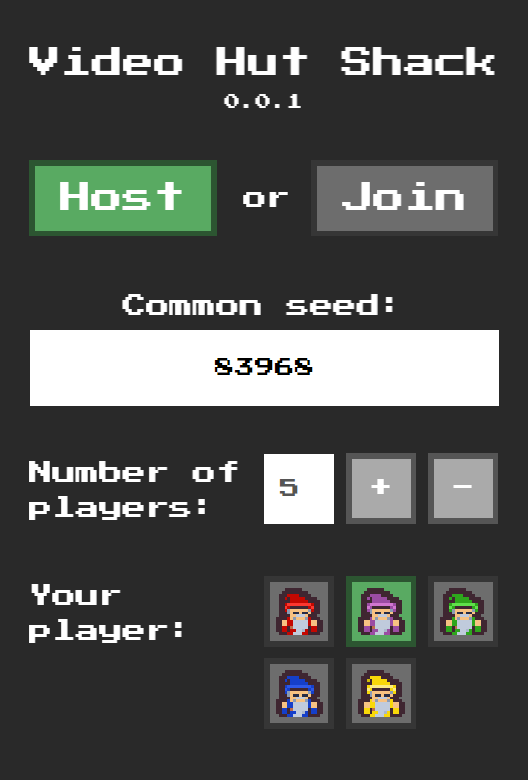 Video Hut Shack
0.0.1
Host or Join
Common seed:
83968
Number of
players:
5 + −
Your
player: